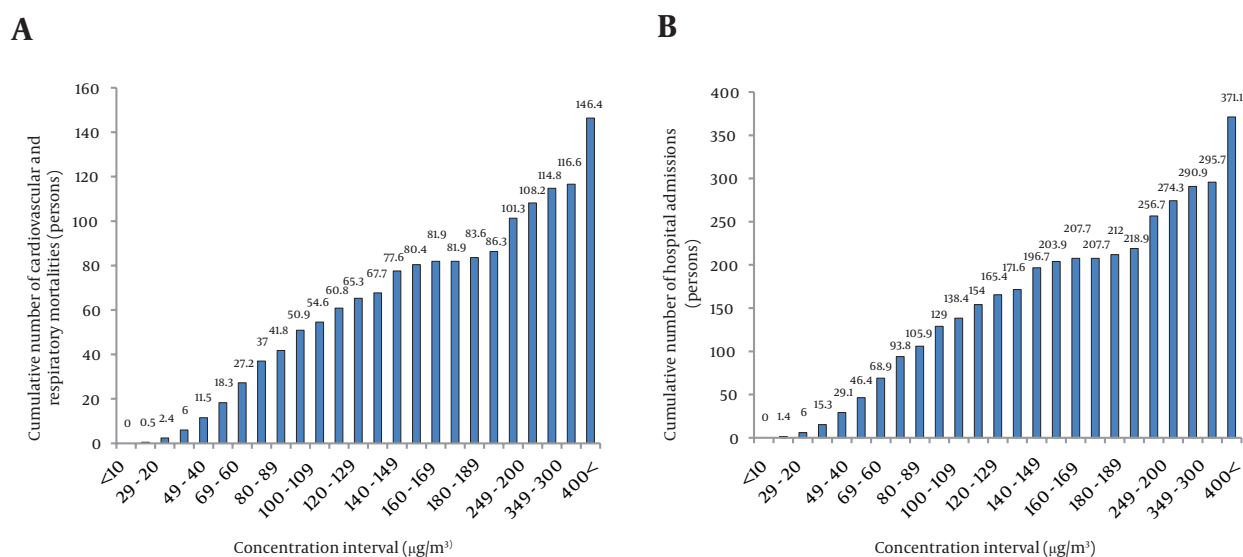 A
Cumulative number of cardiovascular and
respiratory mortalities (persons)
160
140
120
100
80
60
40
20
0
0
0.5
2.4
6
11.5
18.3
27.2
37
41.8
50.9
54.6
60.8
65.3
67.7
77.6
80.4
81.9
81.9
83.6
86.3
101.3
108.2
114.8
116.6
146.4
<10
29 - 20
49 - 40
69 - 60
80 - 89
100 - 109
120 - 129
140 - 149
160 - 169
180 - 189
249 - 200
349 - 300
400<
Concentration interval (µg/m³)
B
Cumulative number of hospital admissions
(persons)
400
350
300
250
200
150
100
50
0
0
1.4
6
15.3
29.1
46.4
68.9
93.8
105.9
129
138.4
154
165.4
171.6
196.7
203.9
207.7
207.7
212
218.9
256.7
274.3
290.9
295.7
371.1
<10
29 - 20
49 - 40
69 - 60
80 - 89
100 - 109
120 - 129
140 - 149
160 - 169
180 - 189
249 - 200
349 - 300
400<
Concentration interval (µg/m³)